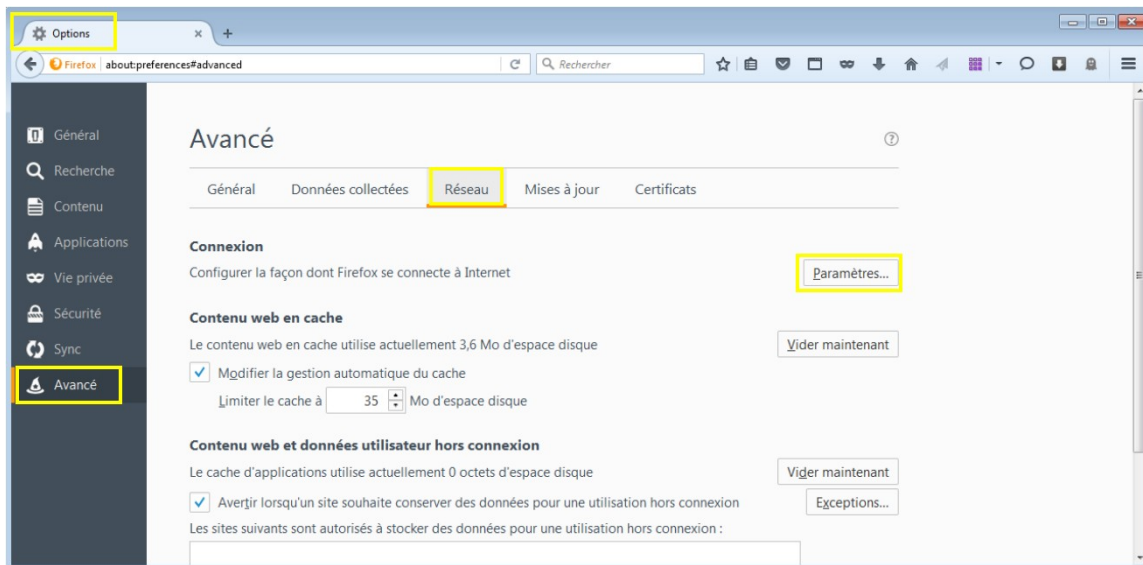 Options
Firefox about:preferences#advanced
Rechercher
Général
Recherche
Contenu
Applications
Vie privée
Sécurité
Sync
Avancé
Avancé
Général Données collectées Réseau Mises à jour Certificats
Connexion
Configurer la façon dont Firefox se connecte à Internet Paramètres...
Contenu web en cache
Le contenu web en cache utilise actuellement 3,6 Mo d'espace disque Vider maintenant
Modifier la gestion automatique du cache
Limiter le cache à 35 Mo d'espace disque
Contenu web et données utilisateur hors connexion
Le cache d'applications utilise actuellement 0 octets d'espace disque Vider maintenant
Avertir lorsqu'un site souhaite conserver des données pour une utilisation hors connexion Exceptions...
Les sites suivants sont autorisés à stocker des données pour une utilisation hors connexion :